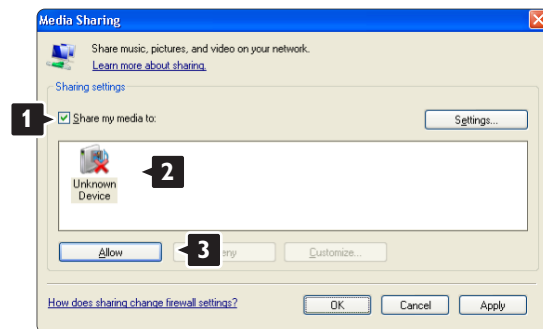 Media Sharing
Share music, pictures, and video on your network.
Learn more about sharing.
Sharing settings
1
Share my media to:
Settings...
2
Unknown
Device
Allow
3
eny
Customize...
How does sharing change firewall settings?
OK
Cancel
Apply